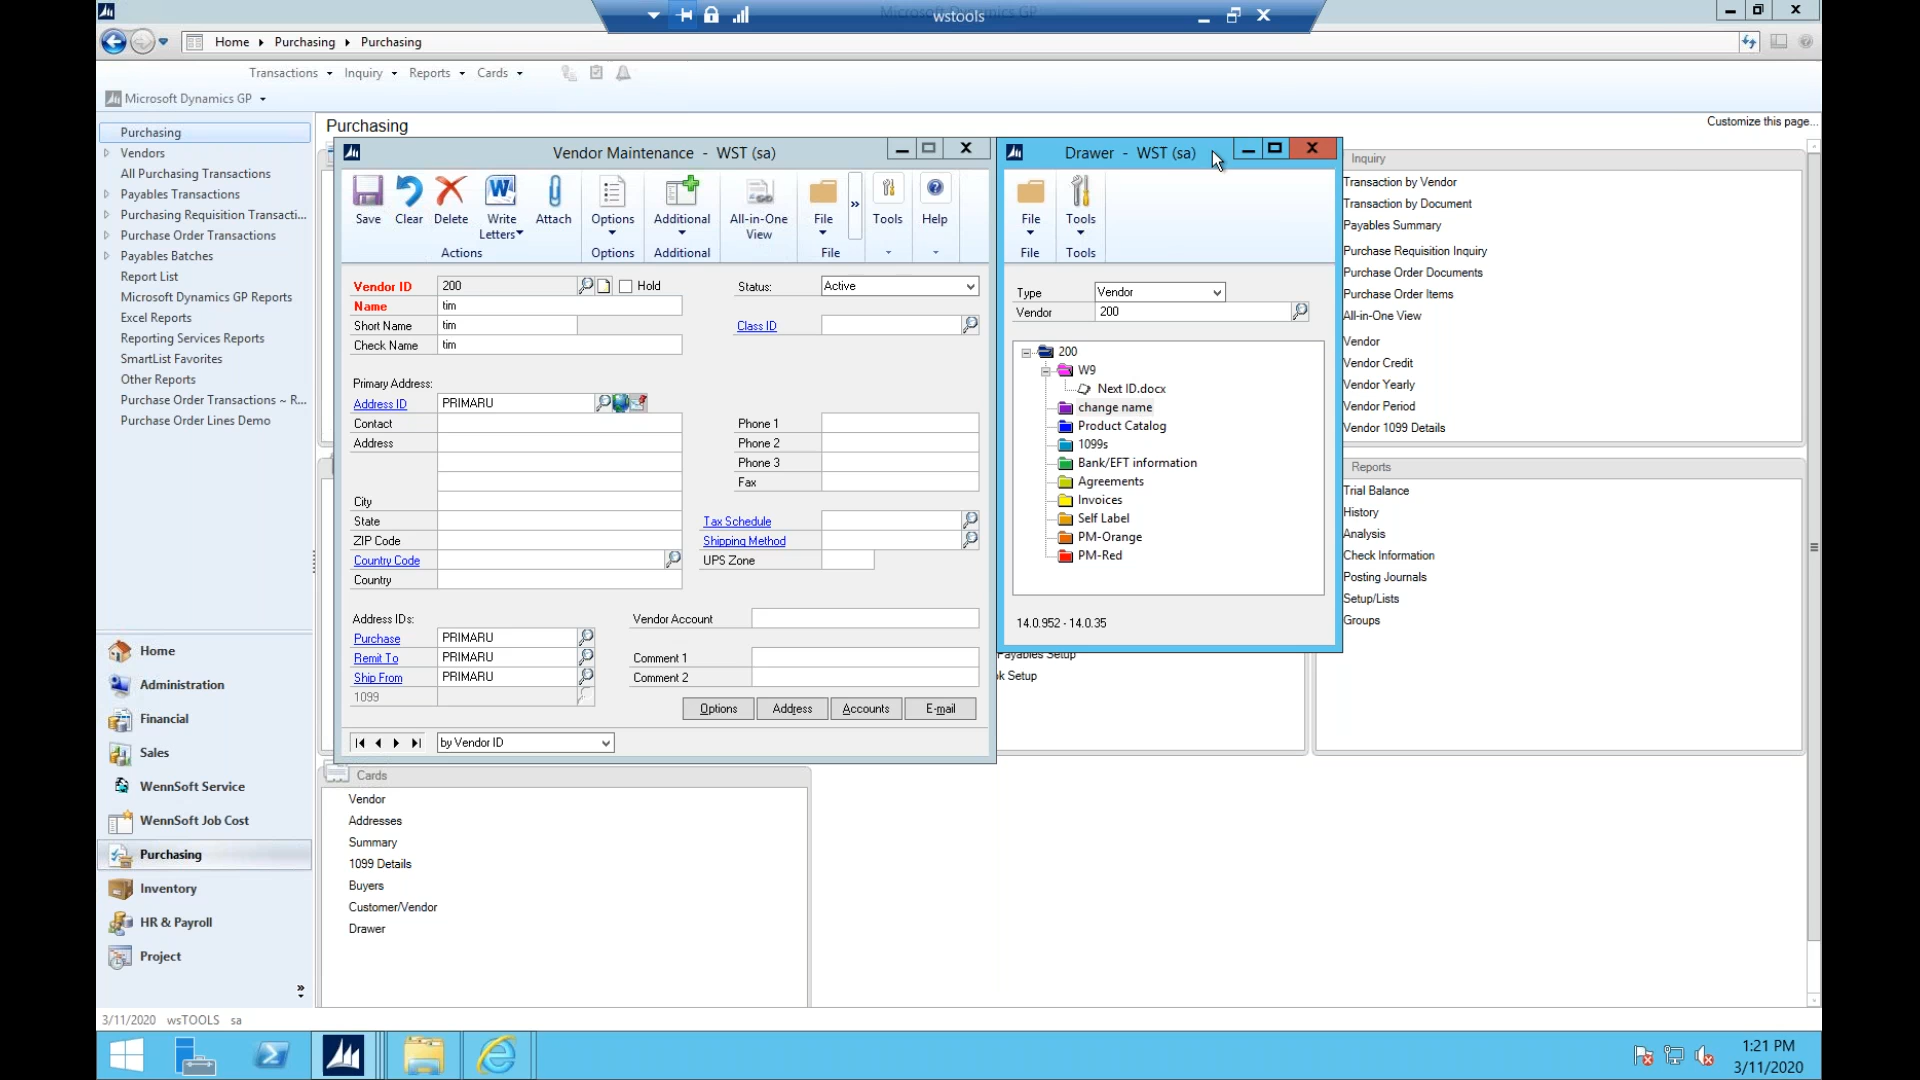 wstools
Home Purchasing Purchasing
Transactions Inquiry Reports Cards
Microsoft Dynamics GP
Customize this page...
Purchasing
Vendors
All Purchasing Transactions
Payables Transactions
Purchasing Requisition Transacti...
Purchase Order Transactions
Payables Batches
Report List
Microsoft Dynamics GP Reports
Excel Reports
Reporting Services Reports
SmartList Favorites
Other Reports
Purchase Order Transactions ~ R...
Purchase Order Lines Demo
Home
Administration
Financial
Sales
WennSoft Service
WennSoft Job Cost
Purchasing
Inventory
HR & Payroll
Project
Purchasing
Vendor Maintenance - WST (sa)
Save Clear Delete Write Letters Attach Options Additional All-in-One View File » Tools Help
Actions Options Additional File
Vendor ID 200 Hold Status: Active
Name tim
Short Name tim Class ID
Check Name tim
Primary Address:
Address ID PRIMARU
Contact Phone 1
Address Phone 2
Phone 3
Fax
City
State Tax Schedule
ZIP Code Shipping Method
Country Code UPS Zone
Country
Address IDs: Vendor Account
Purchase PRIMARU
Remit To PRIMARU Comment 1
Ship From PRIMARU Comment 2
1099
Options Address Accounts E-mail
by Vendor ID
Drawer - WST (sa)
File Tools
File Tools
Type Vendor
Vendor 200
200
W9
Next ID.docx
change name
Product Catalog
1099s
Bank/EFT information
Agreements
Invoices
Self Label
PM-Orange
PM-Red
14.0.952 - 14.0.35
Payables Setup
k Setup
Inquiry
Transaction by Vendor
Transaction by Document
Payables Summary
Purchase Requisition Inquiry
Purchase Order Documents
Purchase Order Items
All-in-One View
Vendor
Vendor Credit
Vendor Yearly
Vendor Period
Vendor 1099 Details
Reports
Trial Balance
History
Analysis
Check Information
Posting Journals
Setup/Lists
Groups
Cards
Vendor
Addresses
Summary
1099 Details
Buyers
Customer/Vendor
Drawer
3/11/2020 wsTOOLS sa
1:21 PM
3/11/2020